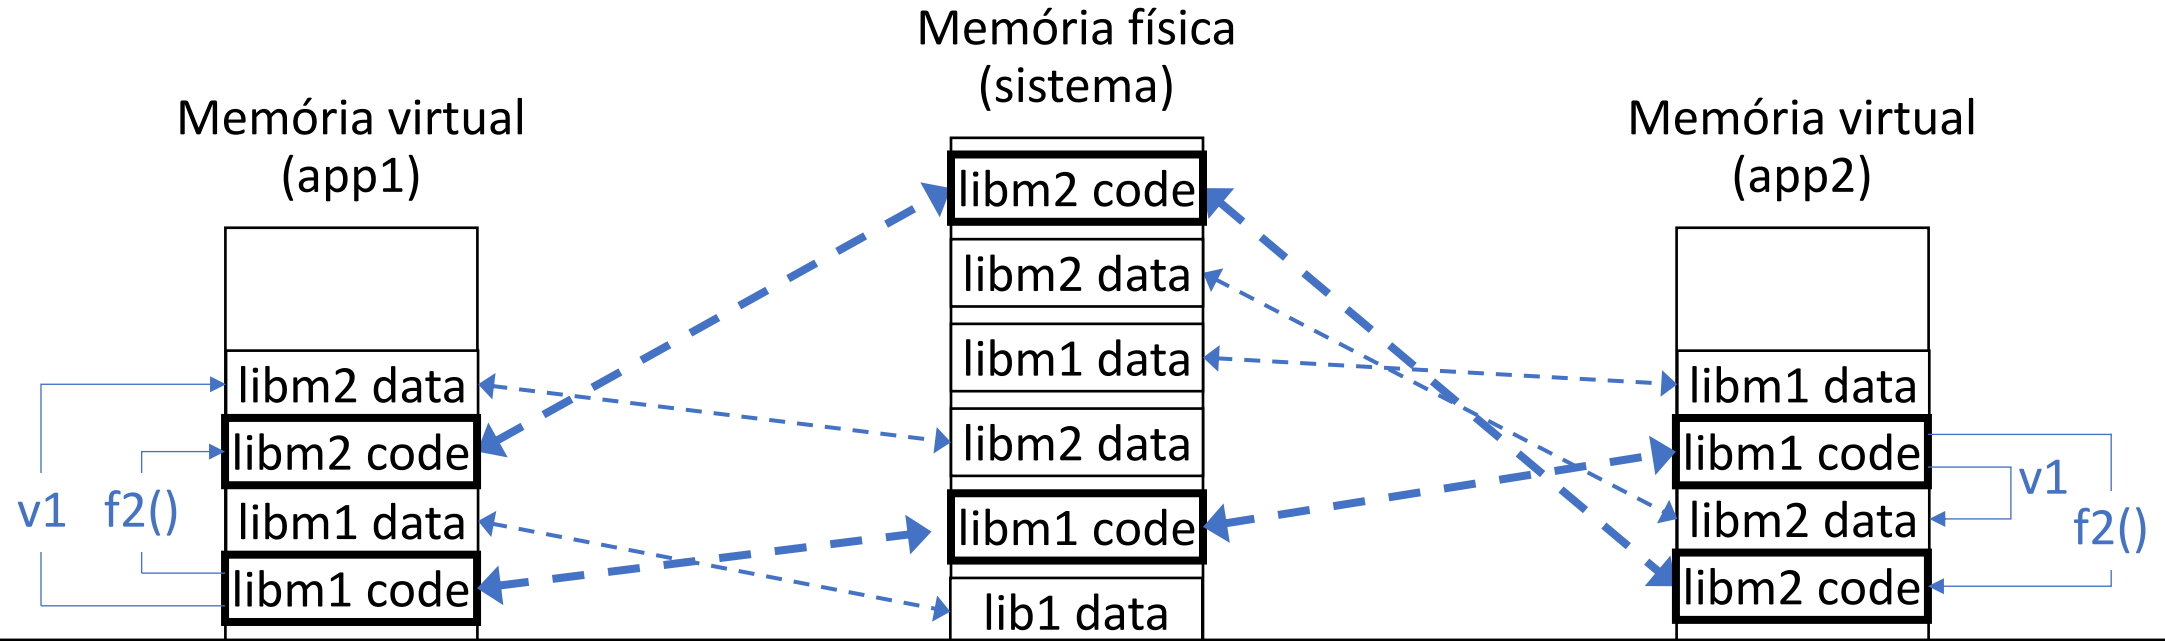 Memória física
(sistema)
Memória virtual
(app1)
Memória virtual
(app2)
libm2 code
libm2 data
libm1 data
libm2 data
libm1 code
lib1 data
libm2 data
libm2 code
libm1 data
libm1 code
v1
f2()
libm1 data
libm1 code
libm2 data
libm2 code
v1
f2()